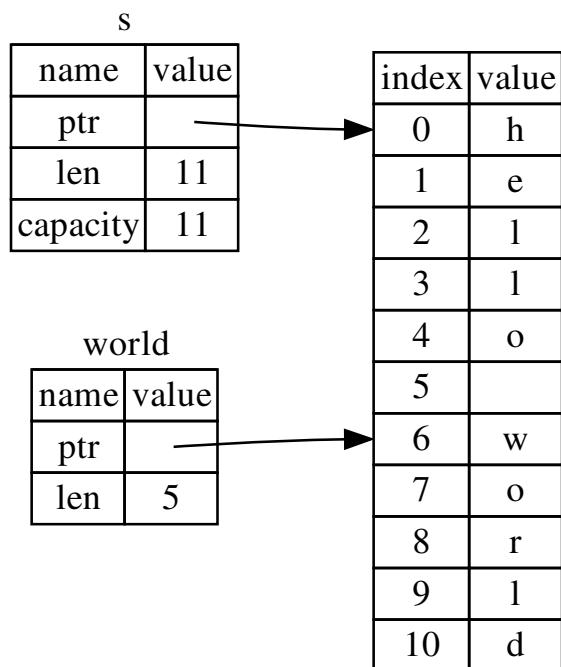 s
name value
ptr
len 11
capacity 11
world
name value
ptr
len 5
index value
0 h
1 e
2 l
3 l
4 o
5
6 w
7 o
8 r
9 l
10 d